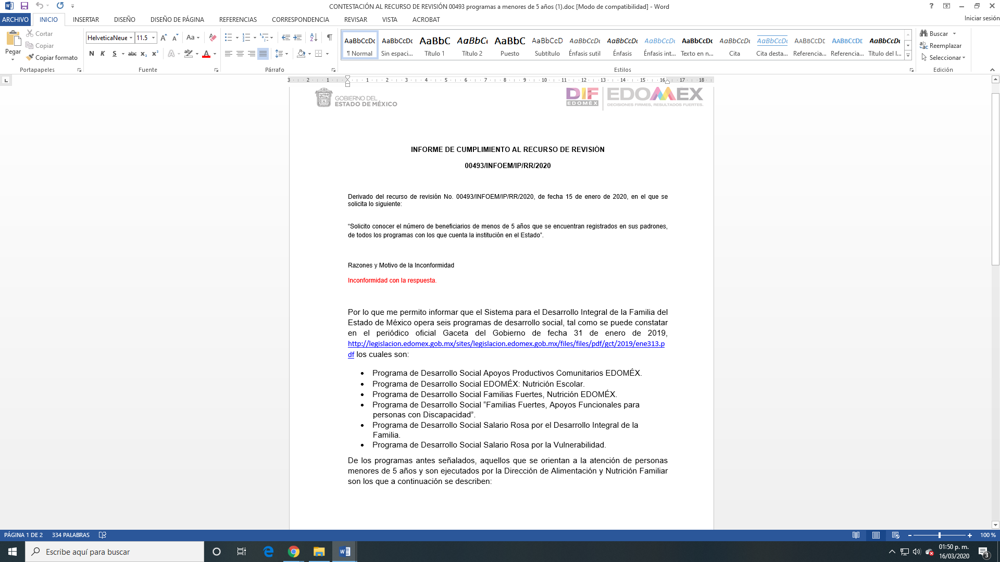 CONTESTACIÓN AL RECURSO DE REVISIÓN 00493 programas a menores de 5 años (1).doc [Modo de compatibilidad] - Word
ARCHIVO INICIO INSERTAR DISEÑO DISEÑO DE PÁGINA REFERENCIAS CORRESPONDENCIA REVISAR VISTA ACROBAT Iniciar sesión
Pegar
Cortar
Copiar
Copiar formato
Portapapeles
HelveticaNeue 11.5
Fuente
Párrafo
AaBbCcDc AaBbCcDc AaBbC AaBbC AaBbC AaBbCcD AaBbCcDc AaBbCcDc AaBbCcDc AaBbCcDc AaBbCcDc AaBbCcDc AABBCCDE AABBCCDE AaBbCcDc
¶ Normal Sin espaci... Título 1 Título 2 Puesto Subtítulo Énfasis sutil Énfasis Énfasis int... Texto en n... Cita Cita desta... Referencia... Referencia... Título del l...
Estilos
Buscar
Reemplazar
Seleccionar
Edición
3 2 1 1 2 3 4 5 6 7 8 9 10 11 12 13 14 15 16 17 18
GOBIERNO DEL
ESTADO DE MÉXICO
DIF
EDOMÉX
EDOMÉX
DECISIONES FIRMES, RESULTADOS FUERTES.
INFORME DE CUMPLIMIENTO AL RECURSO DE REVISIÓN
00493/INFOEM/IP/RR/2020
Derivado del recurso de revisión No. 00493/INFOEM/IP/RR/2020, de fecha 15 de enero de 2020, en el que se
solicita lo siguiente:
“Solicito conocer el número de beneficiarios de menos de 5 años que se encuentran registrados en sus padrones,
de todos los programas con los que cuenta la institución en el Estado”.
Razones y Motivo de la Inconformidad
Inconformidad con la respuesta.
Por lo que me permito informar que el Sistema para el Desarrollo Integral de la Familia del
Estado de México opera seis programas de desarrollo social, tal como se puede constatar
en el periódico oficial Gaceta del Gobierno de fecha 31 de enero de 2019,
http://legislacion.edomex.gob.mx/sites/legislacion.edomex.gob.mx/files/files/pdf/gct/2019/ene313.p
df los cuales son:
• Programa de Desarrollo Social Apoyos Productivos Comunitarios EDOMÉX.
• Programa de Desarrollo Social EDOMÉX: Nutrición Escolar.
• Programa de Desarrollo Social Familias Fuertes, Nutrición EDOMÉX.
• Programa de Desarrollo Social “Familias Fuertes, Apoyos Funcionales para
personas con Discapacidad”.
• Programa de Desarrollo Social Salario Rosa por el Desarrollo Integral de la
Familia.
• Programa de Desarrollo Social Salario Rosa por la Vulnerabilidad.
De los programas antes señalados, aquellos que se orientan a la atención de personas
menores de 5 años y son ejecutados por la Dirección de Alimentación y Nutrición Familiar
son los que a continuación se describen:
PÁGINA 1 DE 2 334 PALABRAS 100 %
Escribe aquí para buscar
01:50 p. m.
16/03/2020
3